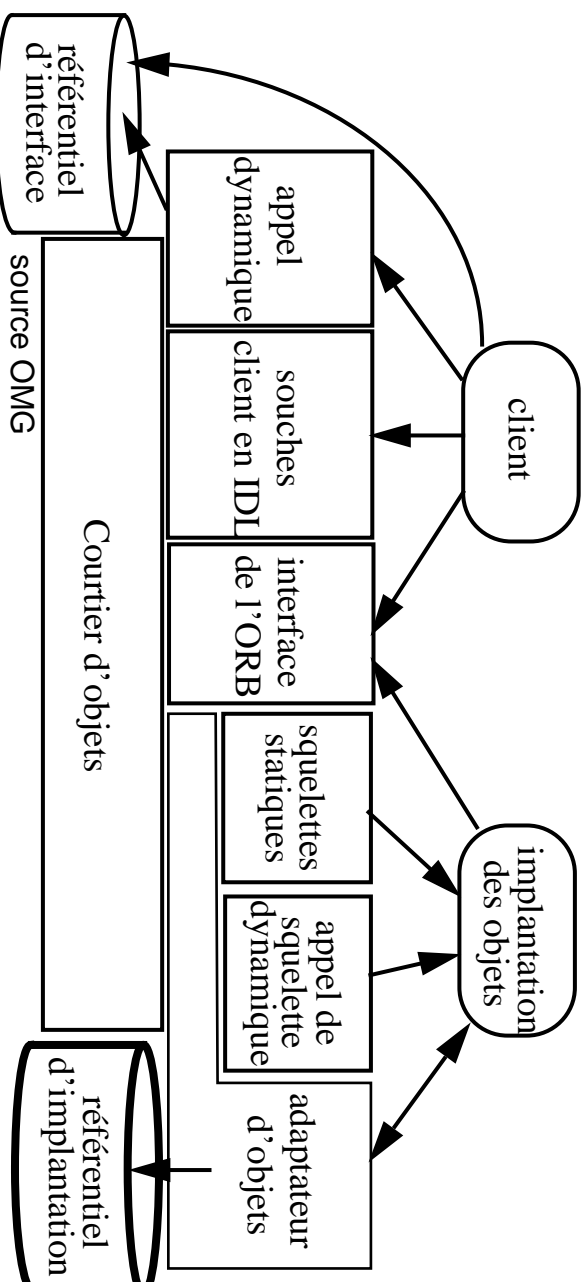 client
implantation
des objets
appel
dynamique
souches
client en IDL
interface
de l'ORB
squelettes
statiques
appel de
squelette
dynamique
adaptateur
d'objets
référentiel
d'interface
Courtier d'objets
référentiel
d'implantation
source OMG